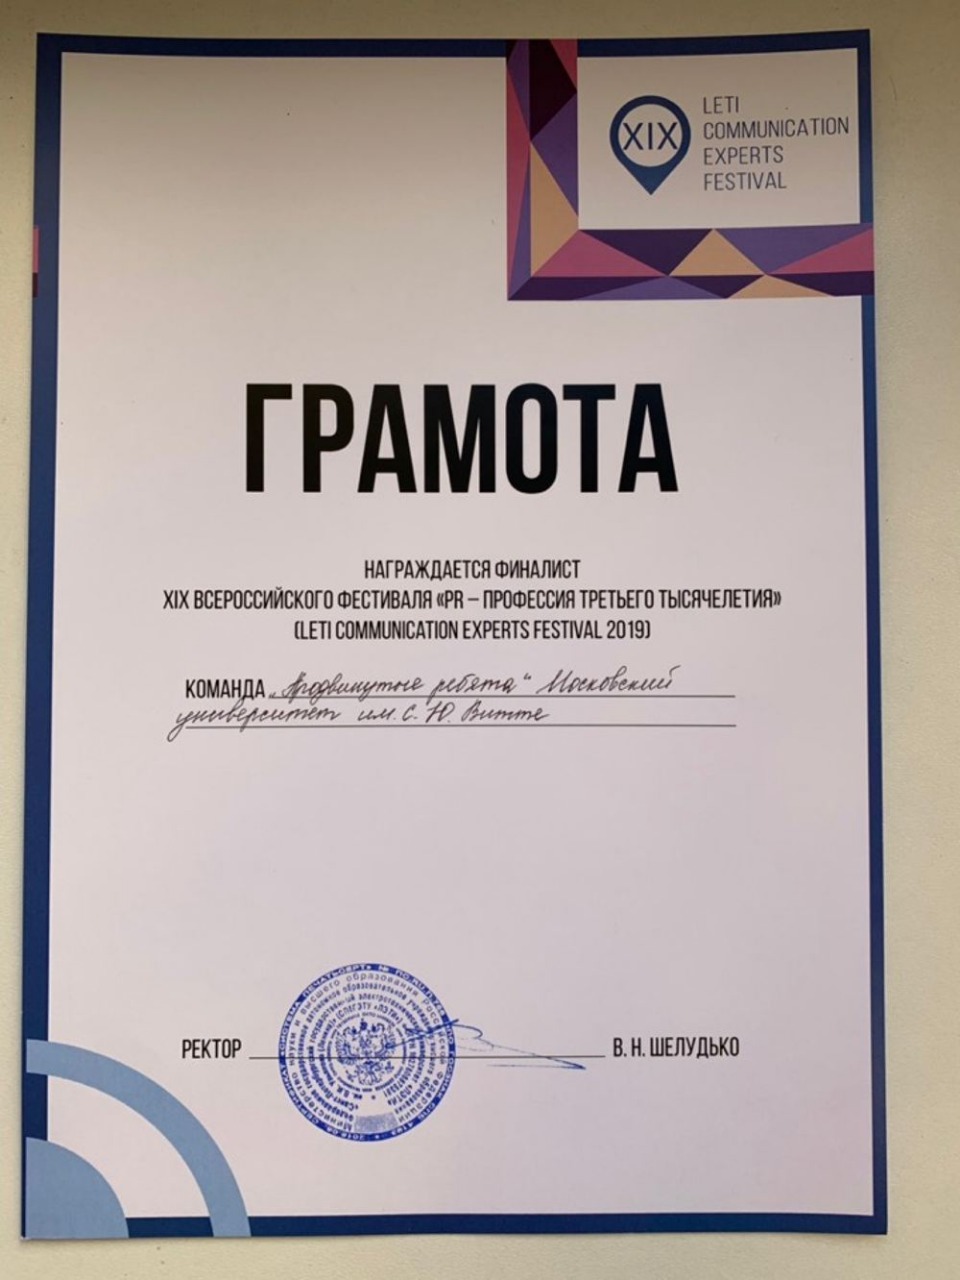 XIX
LETI
COMMUNICATION
EXPERTS
FESTIVAL
ГРАМОТА
НАГРАЖДАЕТСЯ ФИНАЛИСТ
XIX ВСЕРОССИЙСКОГО ФЕСТИВАЛЯ «PR – ПРОФЕССИЯ ТРЕТЬЕГО ТЫСЯЧЕЛЕТИЯ»
(LETI COMMUNICATION EXPERTS FESTIVAL 2019)
КОМАНДА „Продвинутые ребята“ Московский
университет им. С. Ю. Витте
РЕКТОР В. Н. ШЕЛУДЬКО